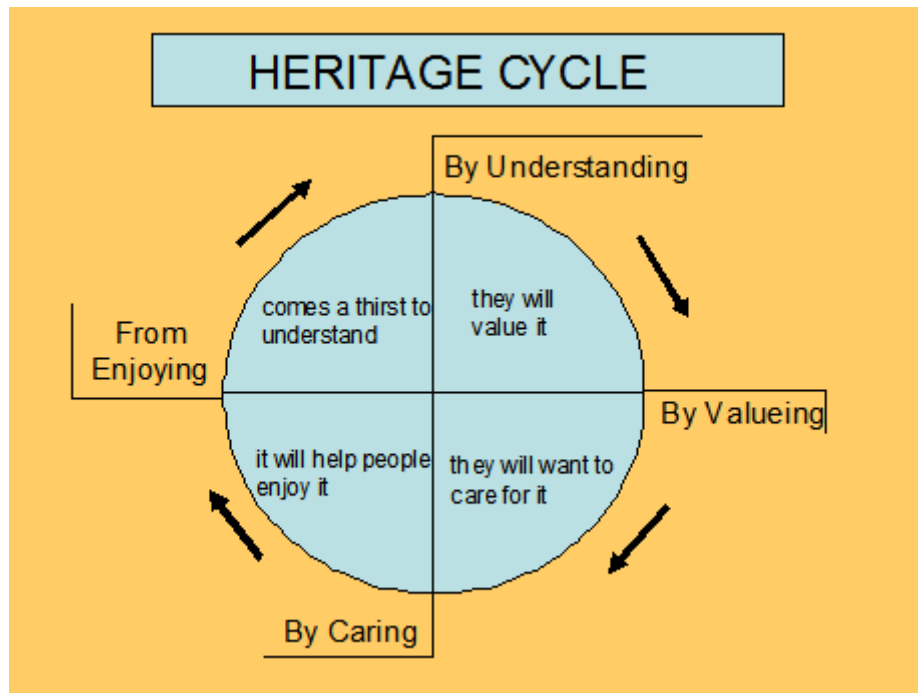 HERITAGE CYCLE
By Understanding
they will
value it
By Valueing
they will want to
care for it
By Caring
it will help people
enjoy it
From
Enjoying
comes a thirst to
understand